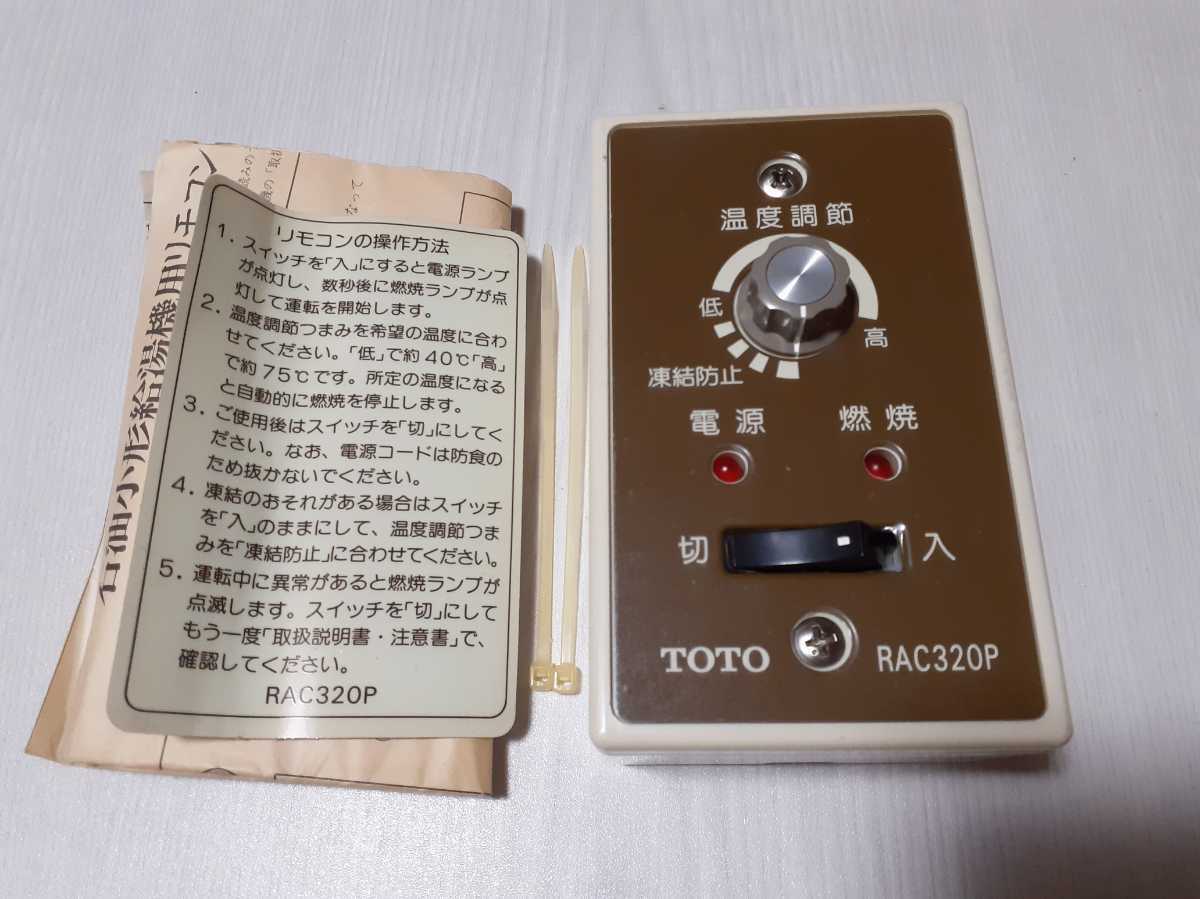 石油小形給湯機用リモコン
リモコンの操作方法
1. スイッチを「入」にすると電源ランプ
が点灯し、数秒後に燃焼ランプが点
灯して運転を開始します。
2. 温度調節つまみを希望の温度に合わ
せてください。「低」で約40℃「高」
で約75℃です。所定の温度になる
と自動的に燃焼を停止します。
3. ご使用後はスイッチを「切」にしてく
ださい。なお、電源コードは防食の
ため抜かないでください。
4. 凍結のおそれがある場合はスイッチ
を「入」のままにして、温度調節つま
みを「凍結防止」に合わせてください。
5. 運転中に異常があると燃焼ランプが
点滅します。スイッチを「切」にして
もう一度「取扱説明書・注意書」で、
確認してください。
RAC320P
温度調節
低
高
凍結防止
電源 燃焼
切 入
TOTO RAC320P